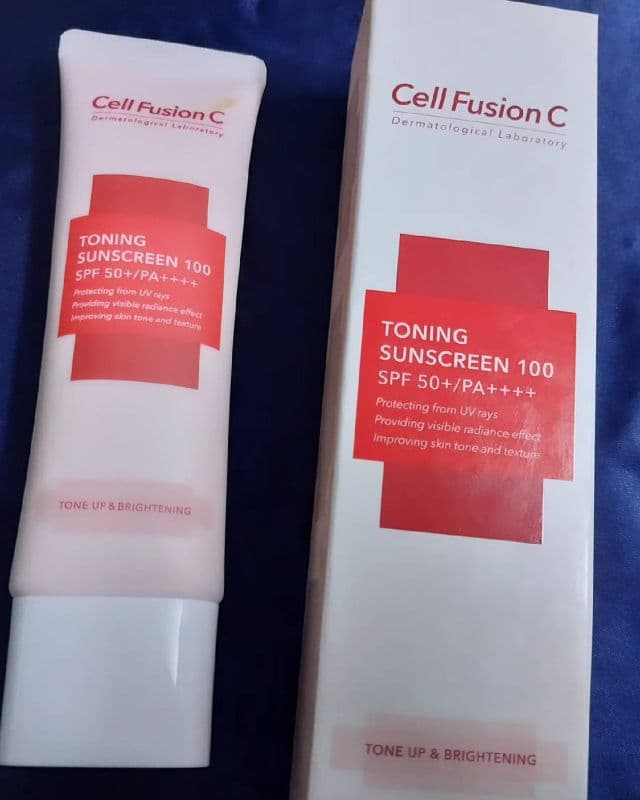 Cell Fusion C
Dermatological Laboratory
TONING
SUNSCREEN 100
SPF 50+/PA++++
Protecting from UV rays
Providing visible radiance effect
Improving skin tone and texture
TONE UP & BRIGHTENING
Cell Fusion C
Dermatological Laboratory
TONING
SUNSCREEN 100
SPF 50+/PA++++
Protecting from UV rays
Providing visible radiance effect
Improving skin tone and texture
TONE UP & BRIGHTENING